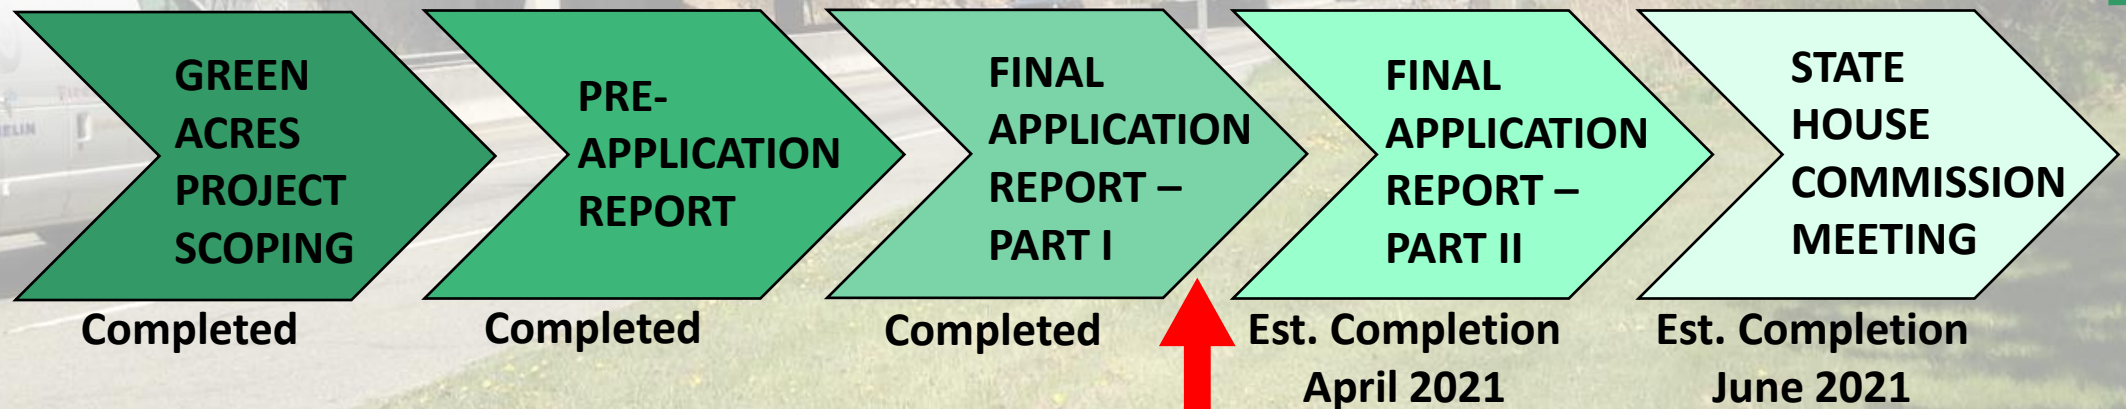 GREEN
ACRES
PROJECT
SCOPING
PRE-
APPLICATION
REPORT
FINAL
APPLICATION
REPORT –
PART I
FINAL
APPLICATION
REPORT –
PART II
STATE
HOUSE
COMMISSION
MEETING
Completed
Completed
Completed
Est. Completion
April 2021
Est. Completion
June 2021